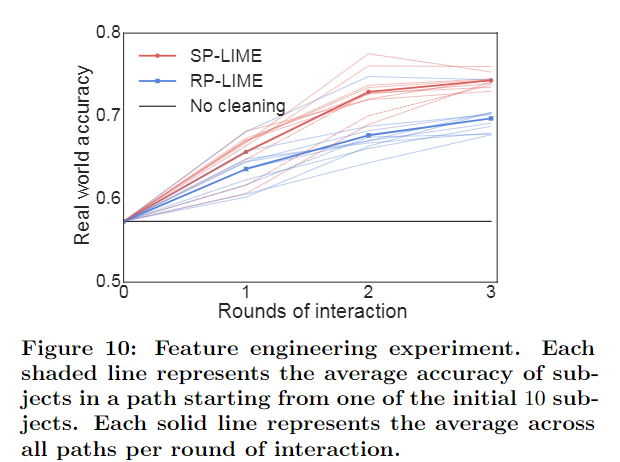 0.8
SP-LIME
RP-LIME
No cleaning
0.7
0.6
0.5
Real world accuracy
0 1 2 3
Rounds of interaction
Figure 10: Feature engineering experiment. Each
shaded line represents the average accuracy of sub-
jects in a path starting from one of the initial 10 sub-
jects. Each solid line represents the average across
all paths per round of interaction.